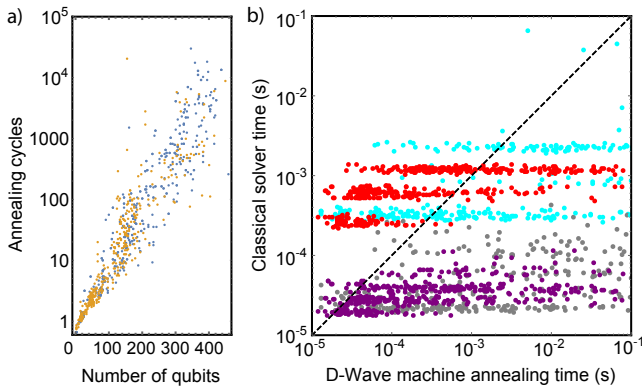 a)
Annealing cycles
10^5
10^4
1000
100
10
1
0 100 200 300 400
Number of qubits
b)
Classical solver time (s)
10^-1
10^-2
10^-3
10^-4
10^-5
10^-5 10^-4 10^-3 10^-2 10^-1
D-Wave machine annealing time (s)